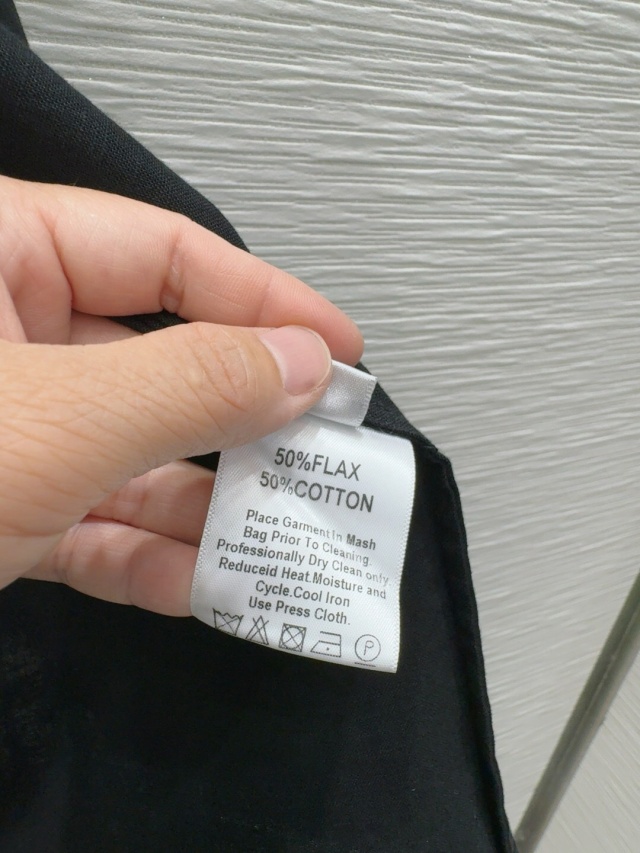 50%FLAX
50%COTTON
Place Garment In Mash
Bag Prior To Cleaning.
Professionally Dry Clean only.
Reduceid Heat.Moisture and
Cycle.Cool Iron
Use Press Cloth.
P